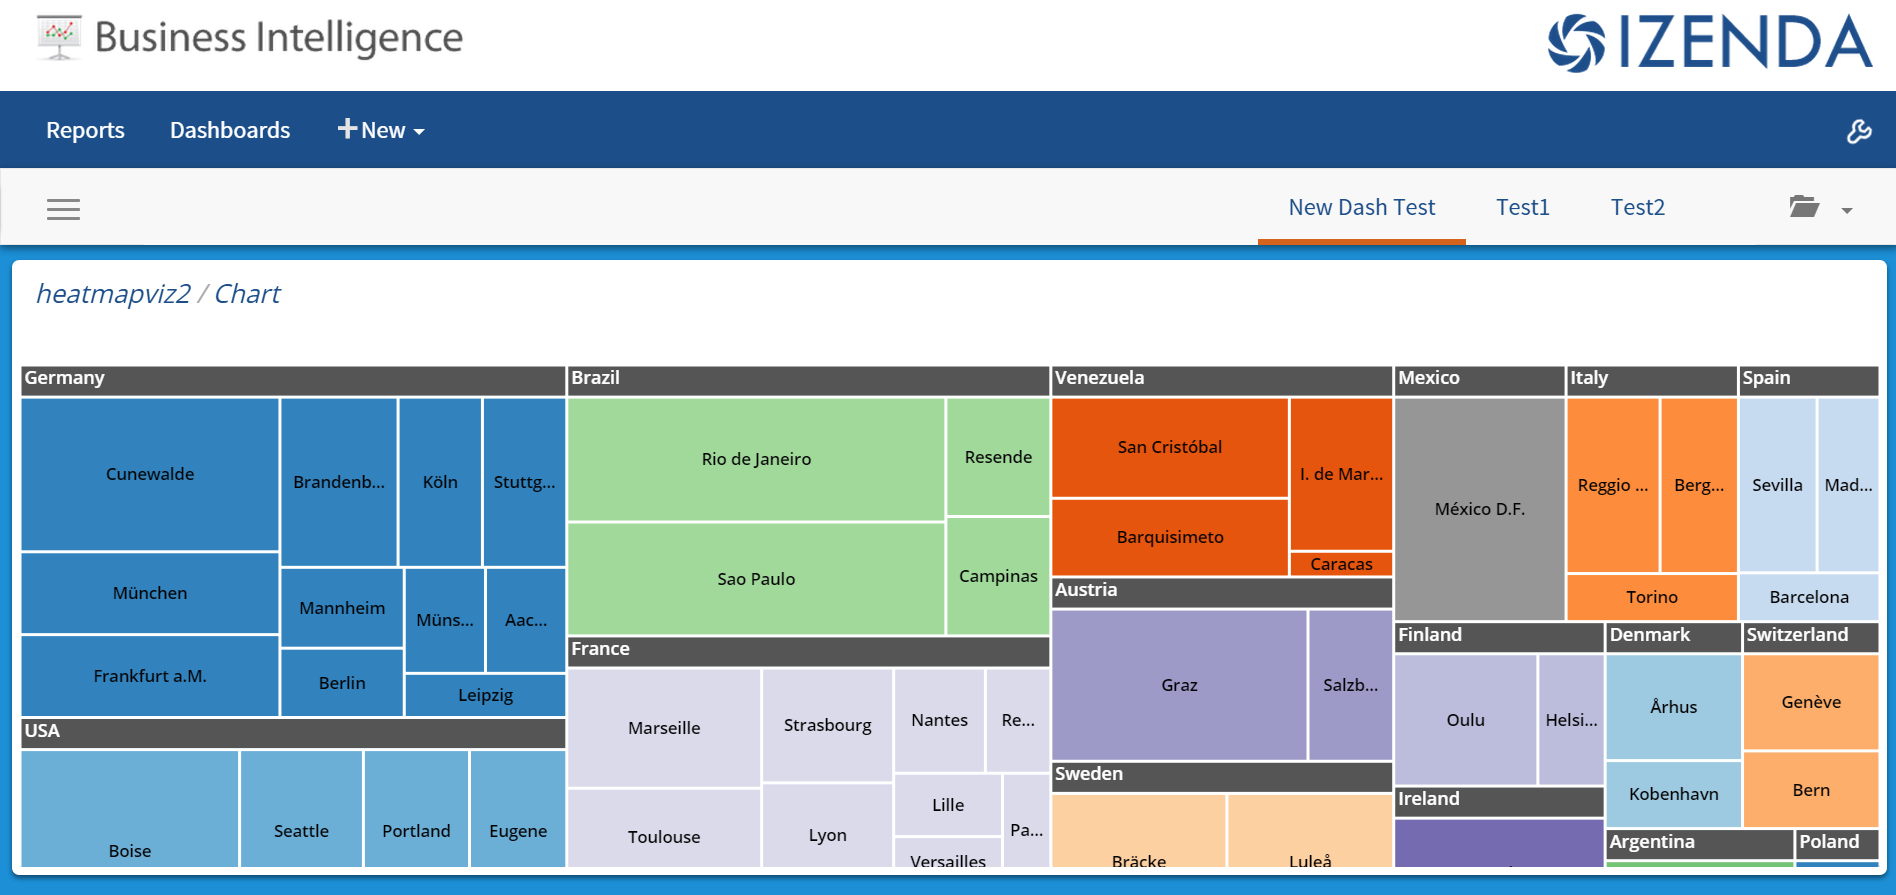 Business Intelligence
IZENDA
Reports
Dashboards
New
New Dash Test
Test1
Test2
heatmapviz2 / Chart
Germany
Cunewalde
Brandenb...
Köln
Stuttg...
München
Mannheim
Müns...
Aac...
Frankfurt a.M.
Berlin
Leipzig
USA
Boise
Seattle
Portland
Eugene
Brazil
Rio de Janeiro
Resende
Sao Paulo
Campinas
France
Marseille
Strasbourg
Nantes
Re...
Toulouse
Lyon
Lille
Pa...
Versailles
Venezuela
San Cristóbal
I. de Mar...
Barquisimeto
Caracas
Austria
Graz
Salzb...
Sweden
Bräcke
Luleå
Mexico
México D.F.
Italy
Reggio ...
Berg...
Torino
Spain
Sevilla
Mad...
Barcelona
Finland
Oulu
Helsi...
Denmark
Århus
Kobenhavn
Switzerland
Genève
Bern
Ireland
Argentina
Poland